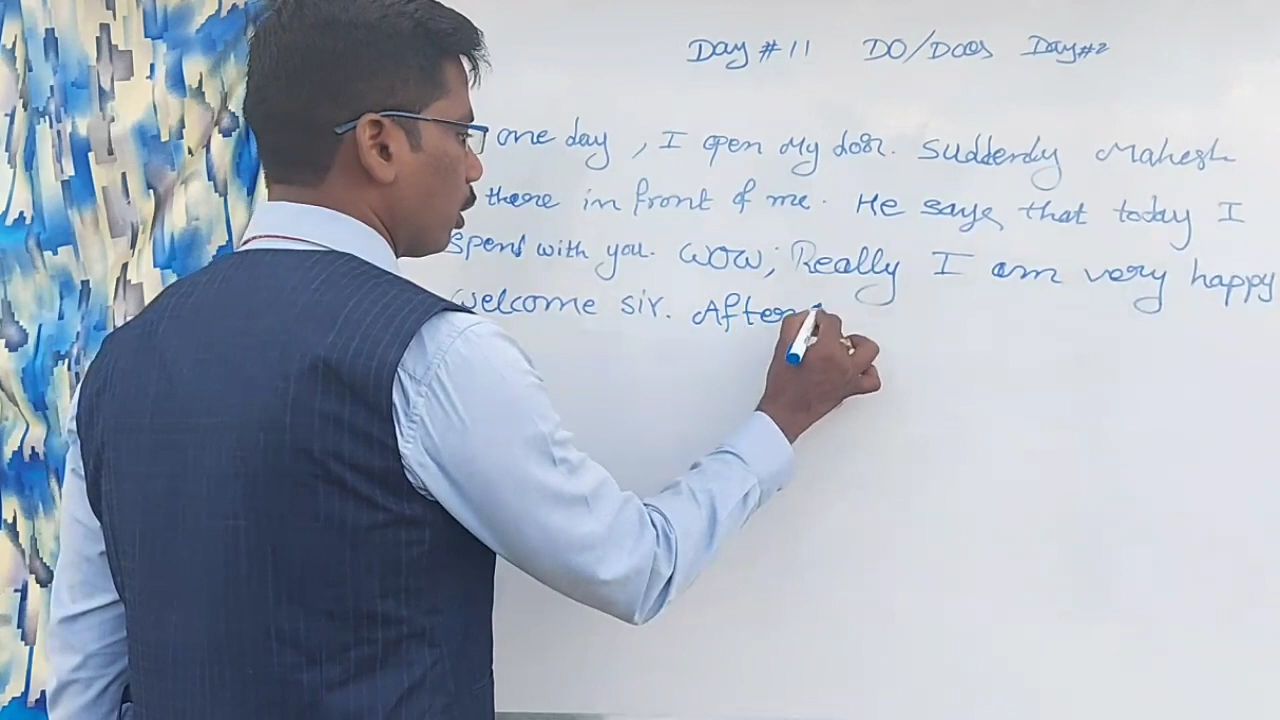 Day #11 DO/Does Day#2
one day , I open My door. Suddenly Mahesh
there in front of me. He says that today I
Spend with you. WOW; Really I am very happy
Welcome sir. After